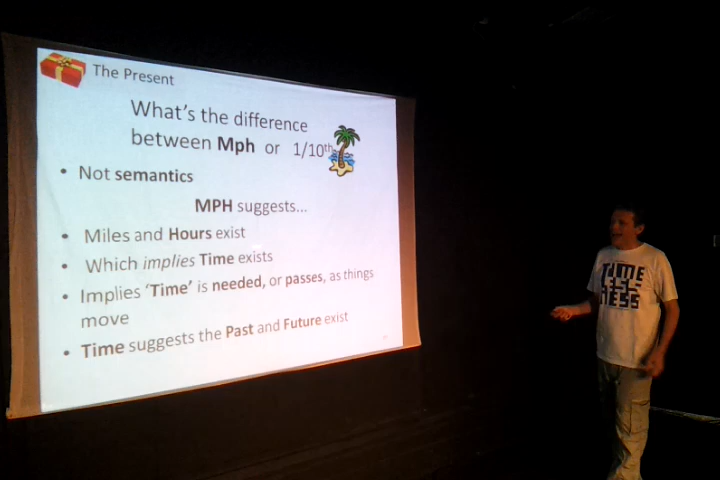 The Present
What's the difference
between Mph or 1/10th
• Not semantics
MPH suggests...
• Miles and Hours exist
• Which implies Time exists
• Implies 'Time' is needed, or passes, as things
move
• Time suggests the Past and Future exist
TIME
LESS-
NESS